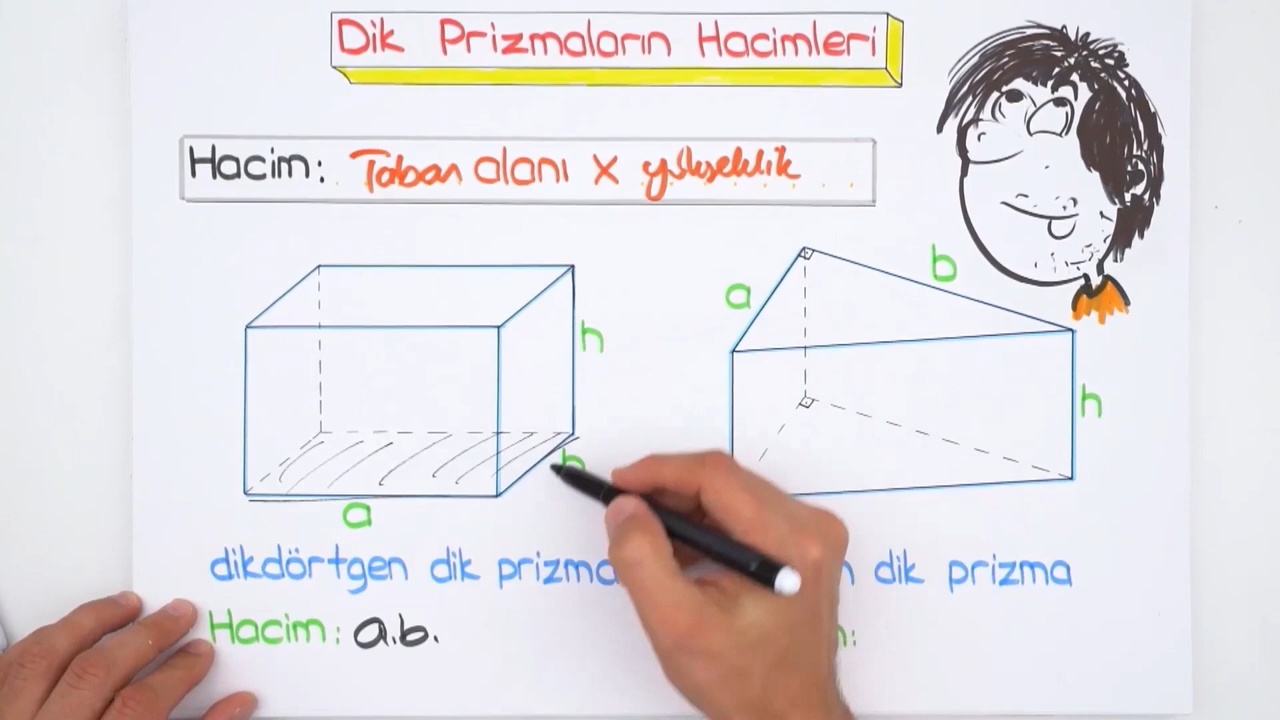 Dik Prizmaların Hacimleri
Hacim: Taban alanı x yükseklik
a
b
h
h
a
b
dikdörtgen dik prizma
dik prizma
Hacim: a.b.